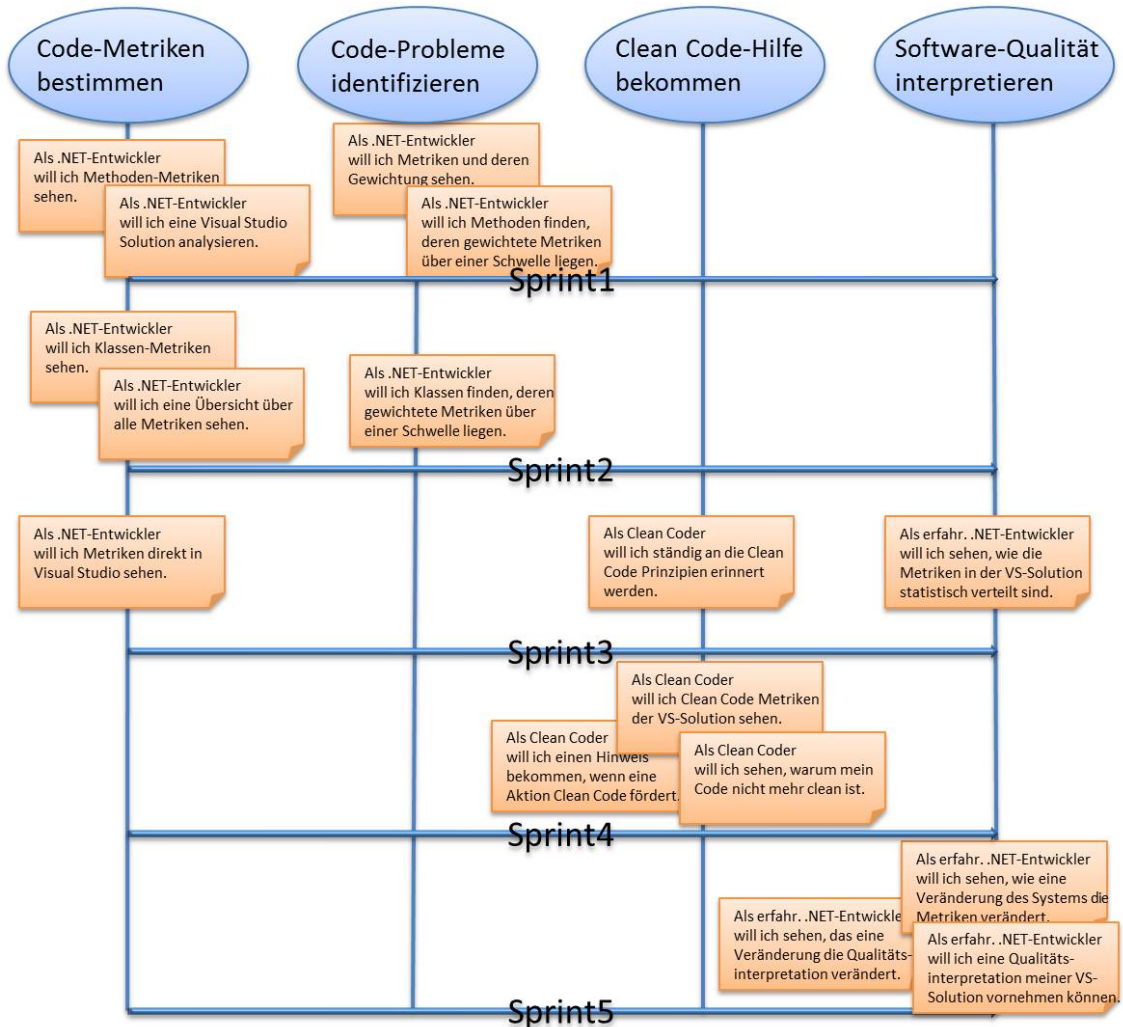 Code-Metriken
bestimmen
Code-Probleme
identifizieren
Clean Code-Hilfe
bekommen
Software-Qualität
interpretieren
Als .NET-Entwickler
will ich Methoden-Metriken
sehen.
Als .NET-Entwickler
will ich eine Visual Studio
Solution analysieren.
Als .NET-Entwickler
will ich Metriken und deren
Gewichtung sehen.
Als .NET-Entwickler
will ich Methoden finden,
deren gewichtete Metriken
über einer Schwelle liegen.
Sprint1
Als .NET-Entwickler
will ich Klassen-Metriken
sehen.
Als .NET-Entwickler
will ich eine Übersicht über
alle Metriken sehen.
Als .NET-Entwickler
will ich Klassen finden, deren
gewichtete Metriken über
einer Schwelle liegen.
Sprint2
Als .NET-Entwickler
will ich Metriken direkt in
Visual Studio sehen.
Als Clean Coder
will ich ständig an die Clean
Code Prinzipien erinnert
werden.
Als erfahr. .NET-Entwickler
will ich sehen, wie die
Metriken in der VS-Solution
statistisch verteilt sind.
Sprint3
Als Clean Coder
will ich Clean Code Metriken
der VS-Solution sehen.
Als Clean Coder
will ich einen Hinweis
bekommen, wenn eine
Aktion Clean Code fördert.
Als Clean Coder
will ich sehen, warum mein
Code nicht mehr clean ist.
Sprint4
Als erfahr. .NET-Entwickler
will ich sehen, wie eine
Veränderung des Systems die
Metriken verändert.
Als erfahr. .NET-Entwickler
will ich sehen, das eine
Veränderung die Qualitäts-
interpretation verändert.
Als erfahr. .NET-Entwickler
will ich eine Qualitäts-
interpretation meiner VS-
Solution vornehmen können.
Sprint5